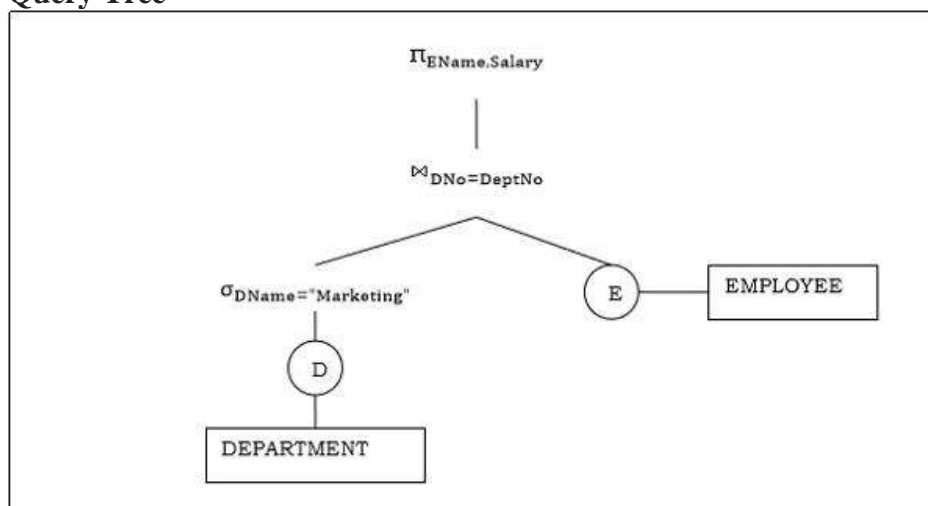 Query Tree
πEName.Salary
⋈DNo=DeptNo
σDName="Marketing"
E
EMPLOYEE
D
DEPARTMENT